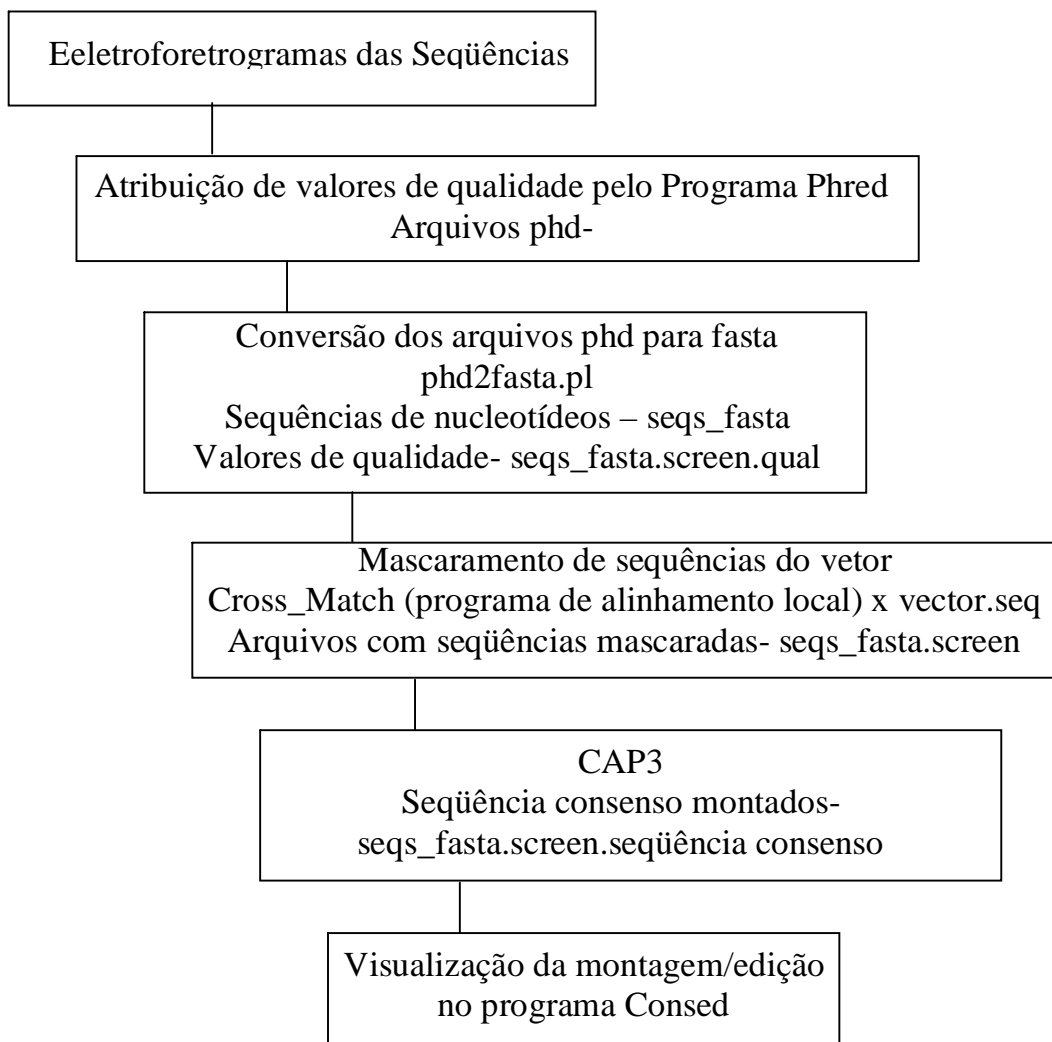 Eeletroforetrogramas das Seqüências
Atribuição de valores de qualidade pelo Programa Phred
Arquivos phd-
Conversão dos arquivos phd para fasta
phd2fasta.pl
Sequências de nucleotídeos – seqs_fasta
Valores de qualidade- seqs_fasta.screen.qual
Mascaramento de sequências do vetor
Cross_Match (programa de alinhamento local) x vector.seq
Arquivos com seqüências mascaradas- seqs_fasta.screen
CAP3
Seqüência consenso montados-
seqs_fasta.screen.seqüência consenso
Visualização da montagem/edição
no programa Consed